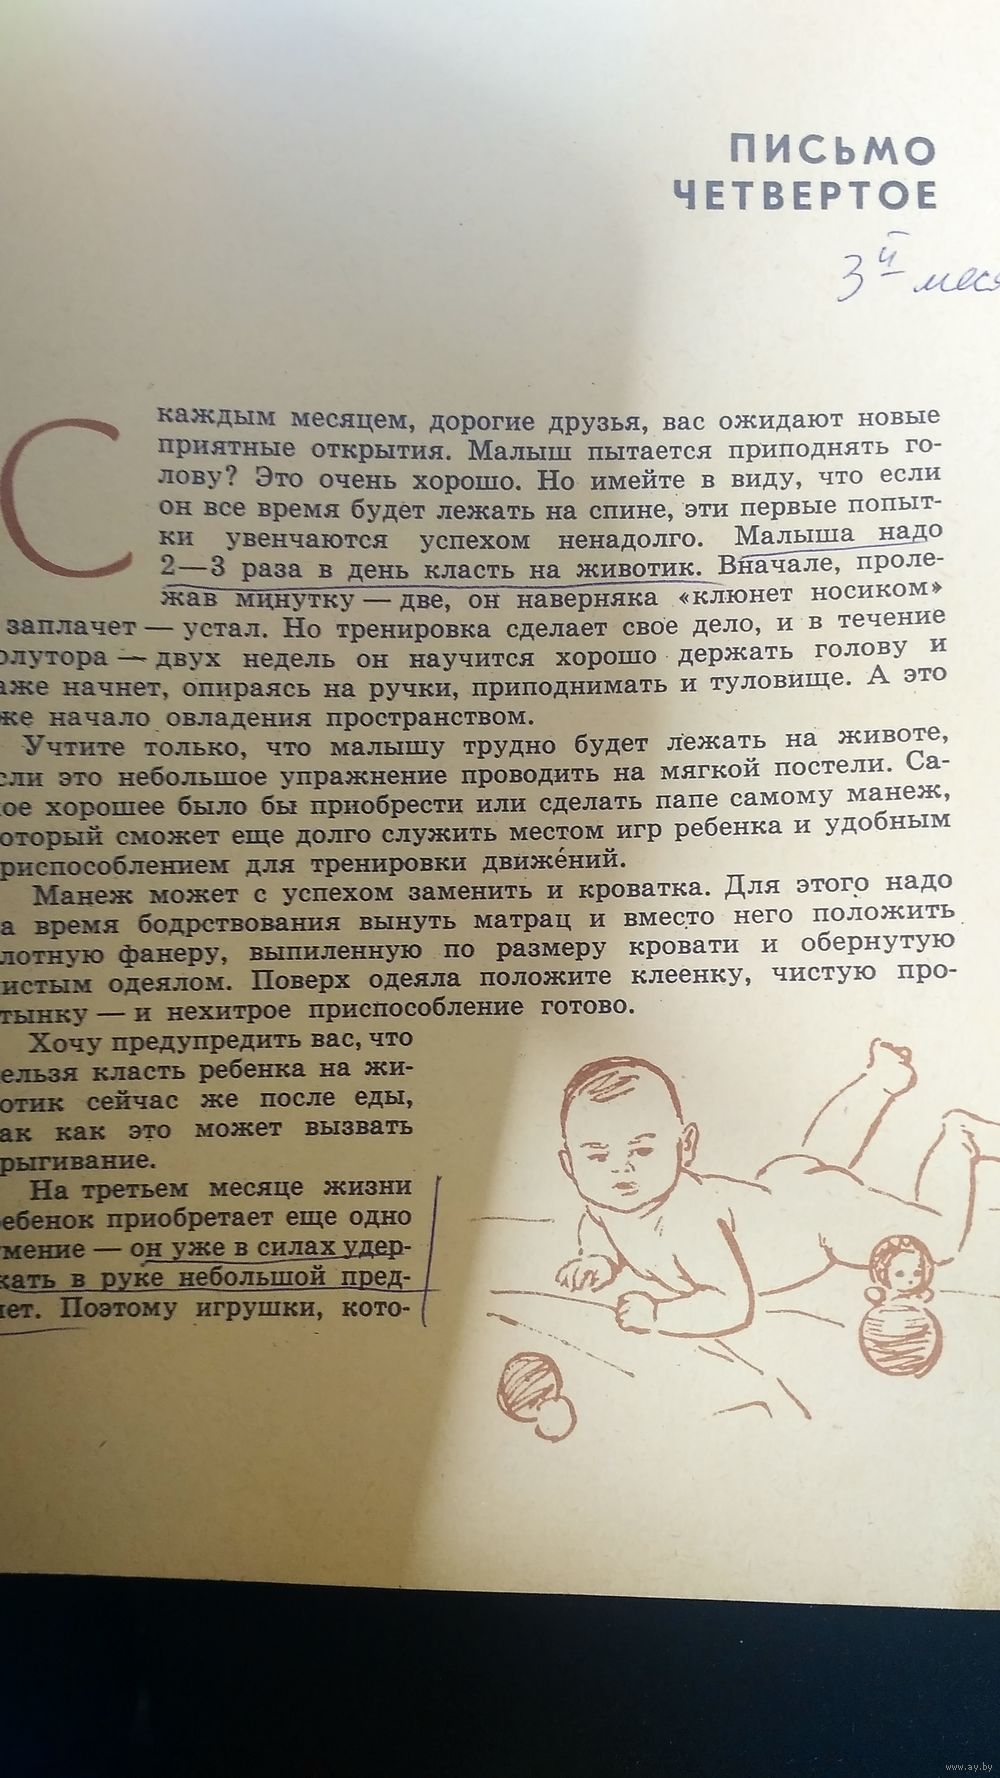 ПИСЬМО
ЧЕТВЕРТОЕ
3й меся
С каждым месяцем, дорогие друзья, вас ожидают новые
приятные открытия. Малыш пытается приподнять го-
лову? Это очень хорошо. Но имейте в виду, что если
он все время будет лежать на спине, эти первые попыт-
ки увенчаются успехом ненадолго. Малыша надо
2—3 раза в день класть на животик. Вначале, проле-
жав минутку — две, он наверняка «клюнет носиком»
заплачет — устал. Но тренировка сделает свое дело, и в течение
олутора — двух недель он научится хорошо держать голову и
аже начнет, опираясь на ручки, приподнимать и туловище. А это
же начало овладения пространством.
Учтите только, что малышу трудно будет лежать на животе,
сли это небольшое упражнение проводить на мягкой постели. Са-
ое хорошее было бы приобрести или сделать папе самому манеж,
оторый сможет еще долго служить местом игр ребенка и удобным
риспособлением для тренировки движений.
Манеж может с успехом заменить и кроватка. Для этого надо
а время бодрствования вынуть матрац и вместо него положить
лотную фанеру, выпиленную по размеру кровати и обернутую
истым одеялом. Поверх одеяла положите клеенку, чистую про-
тынку — и нехитрое приспособление готово.
Хочу предупредить вас, что
ельзя класть ребенка на жи-
отик сейчас же после еды,
ак как это может вызвать
рыгивание.
На третьем месяце жизни
ебенок приобретает еще одно
мение — он уже в силах удер-
жать в руке небольшой пред-
мет. Поэтому игрушки, кото-
www.ay.by